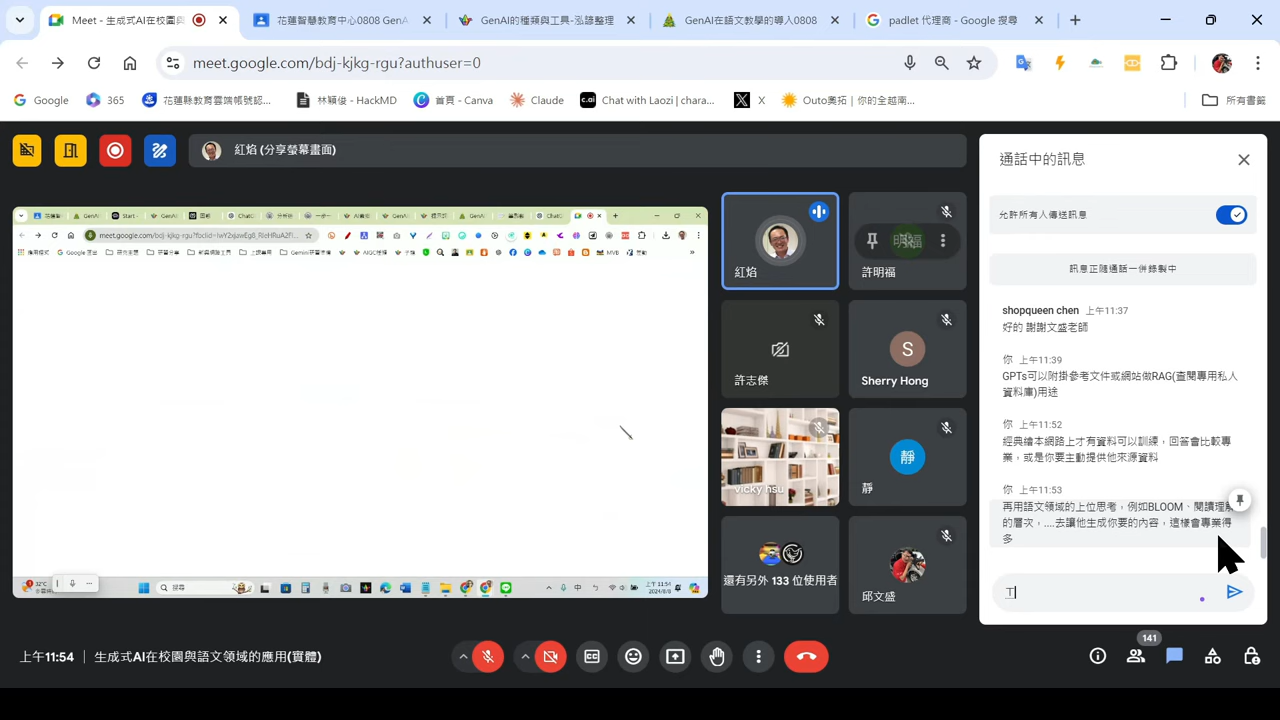 Meet - 生成式AI在校園與
花蓮智慧教育中心0808 GenA
GenAI的種類與工具-泓諺整理
GenAI在語文教學的導入0808
padlet 代理商 - Google 搜尋
meet.google.com/bdj-kjkg-rgu?authuser=0
Google
365
花蓮縣教育雲端帳號認...
林穎俊 - HackMD
首頁 - Canva
Claude
Chat with Laozi | chara...
X
Outo奧拓｜你的全越南...
所有書籤
紅焰 (分享螢幕畫面)
通話中的訊息
允許所有人傳送訊息
訊息正隨通話一併錄製中
shopqueen chen 上午11:37
好的 謝謝文盛老師
你 上午11:39
GPTs可以附掛參考文件或網站做RAG(查閱專用私人
資料庫)用途
你 上午11:52
經典繪本網路上才有資料可以訓練，回答會比較專
業，或是你要主動提供他來源資料
你 上午11:53
再用語文領域的上位思考，例如BLOOM、閱讀理解
的層次，....去讓他生成你要的內容，這樣會專業得
多
紅焰
明福
許明福
許志傑
S
Sherry Hong
vicky hsu
靜
靜
還有另外 133 位使用者
邱文盛
搜尋
上午 11:54
2024/8/8
32°C
上午11:54 | 生成式AI在校園與語文領域的應用(實體)
141